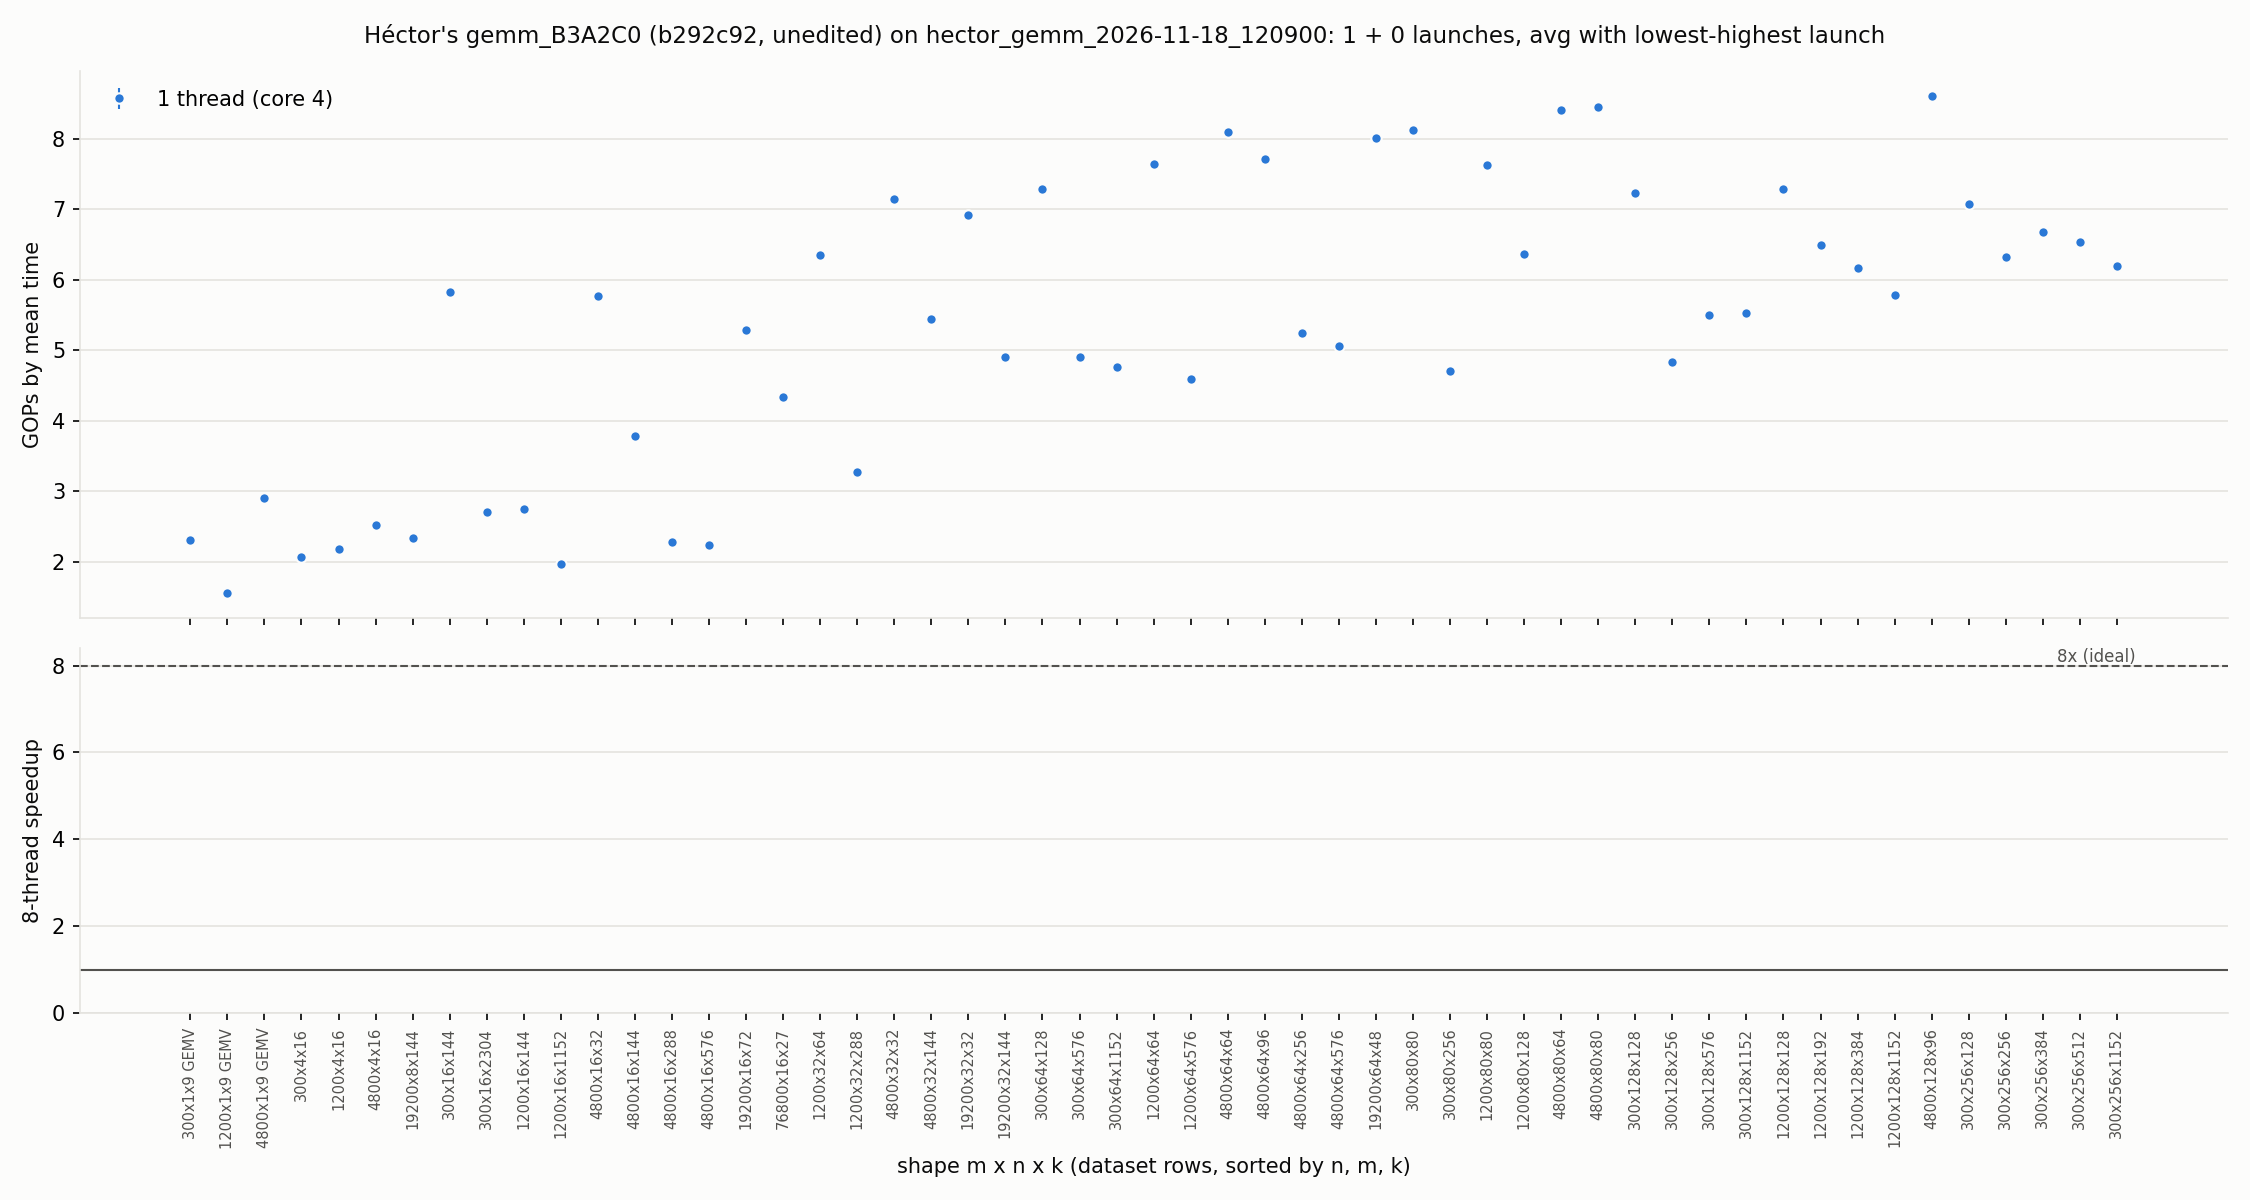 Héctor's gemm_B3A2C0 (b292c92, unedited) on hector_gemm_2026-11-18_120900: 1 + 0 launches, avg with lowest-highest launch
1 thread (core 4)
GOPs by mean time
8
7
6
5
4
3
2
8x (ideal)
8-thread speedup
8
6
4
2
0
300x1x9 GEMV
1200x1x9 GEMV
4800x1x9 GEMV
300x4x16
1200x4x16
4800x4x16
19200x8x144
300x16x144
300x16x2304
1200x16x144
1200x16x1152
4800x16x32
4800x16x144
4800x16x288
4800x16x576
19200x16x72
76800x16x27
1200x32x64
1200x32x288
4800x32x32
4800x32x144
19200x32x32
19200x32x144
300x64x128
300x64x576
300x64x1152
1200x64x64
1200x64x576
4800x64x64
4800x64x96
4800x64x256
4800x64x576
19200x64x48
300x80x80
300x80x256
1200x80x80
1200x80x128
4800x80x64
4800x80x80
300x128x128
300x128x256
300x128x576
300x128x1152
1200x128x128
1200x128x192
1200x128x384
1200x128x1152
4800x128x96
300x256x128
300x256x256
300x256x384
300x256x512
300x256x1152
shape m x n x k (dataset rows, sorted by n, m, k)